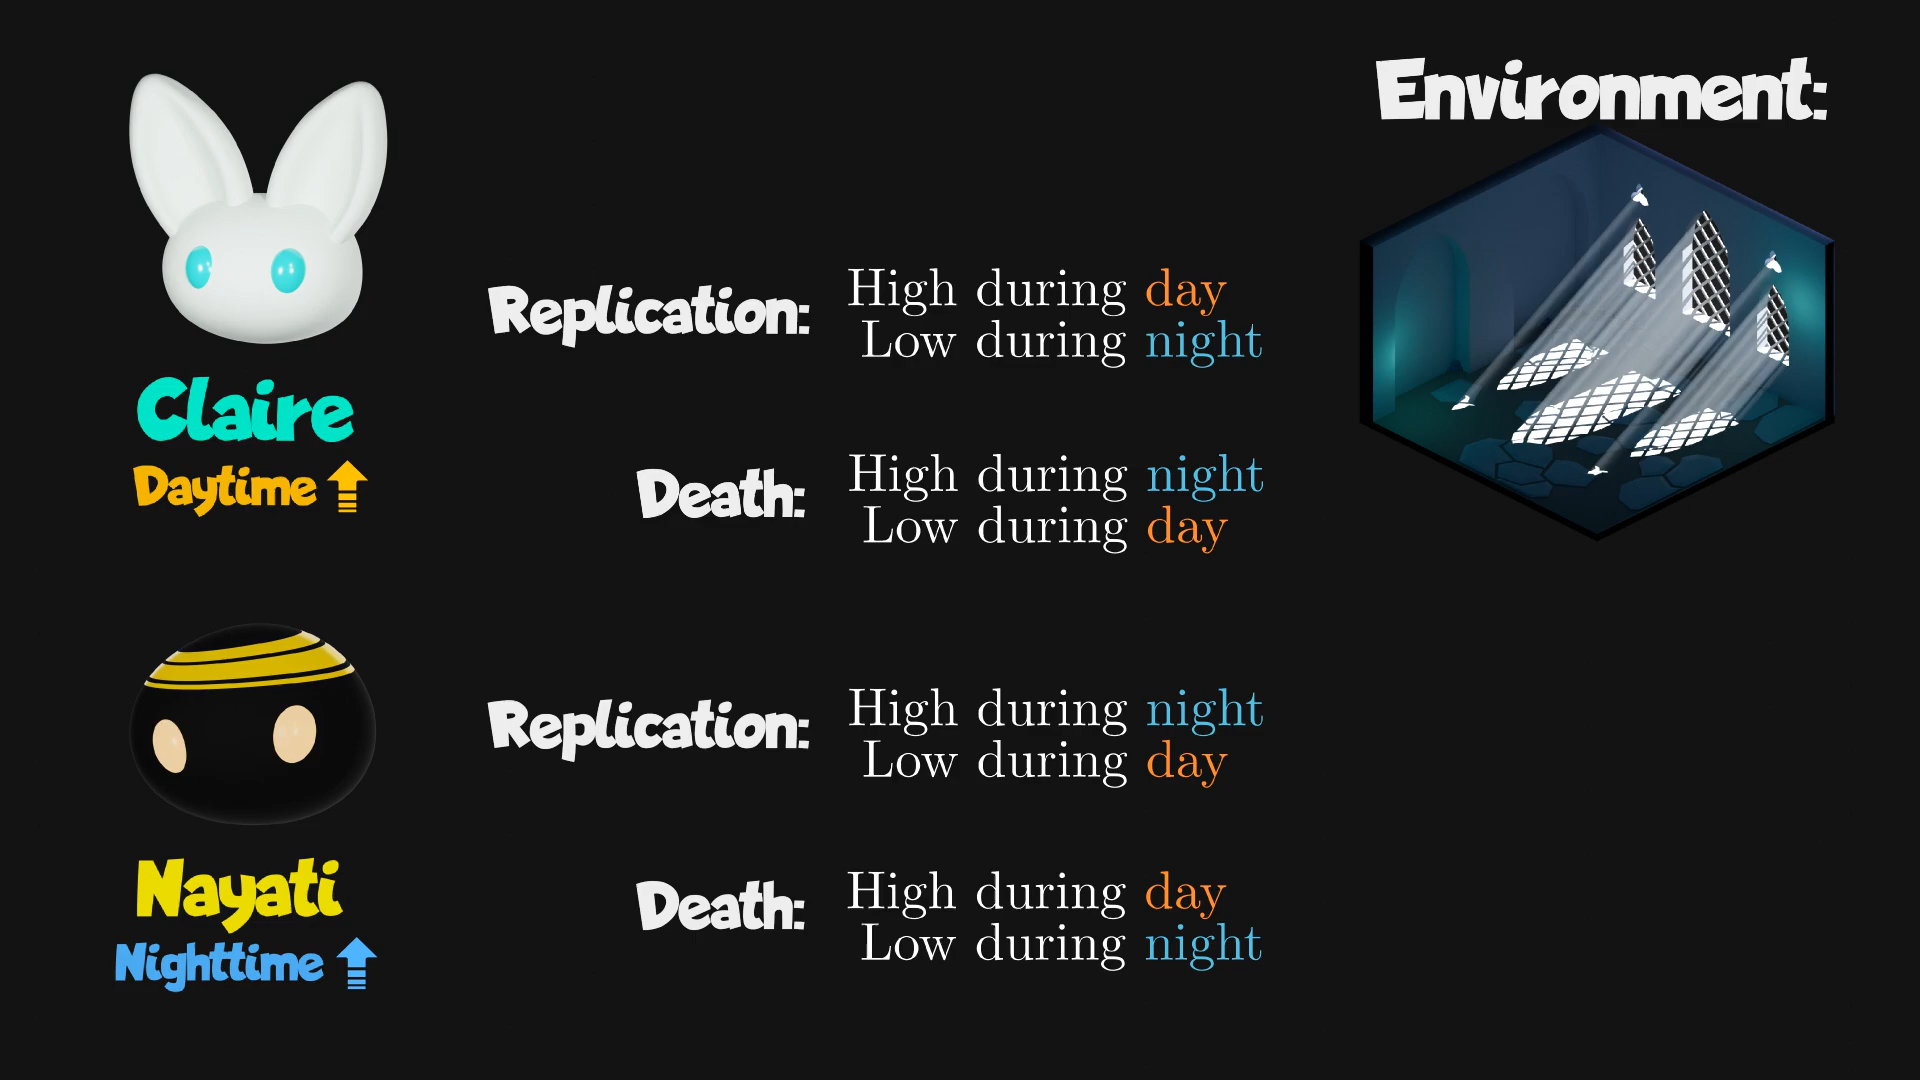 Environment:
Claire
Daytime
Replication:
High during day
Low during night
Death:
High during night
Low during day
Nayati
Nighttime
Replication:
High during night
Low during day
Death:
High during day
Low during night